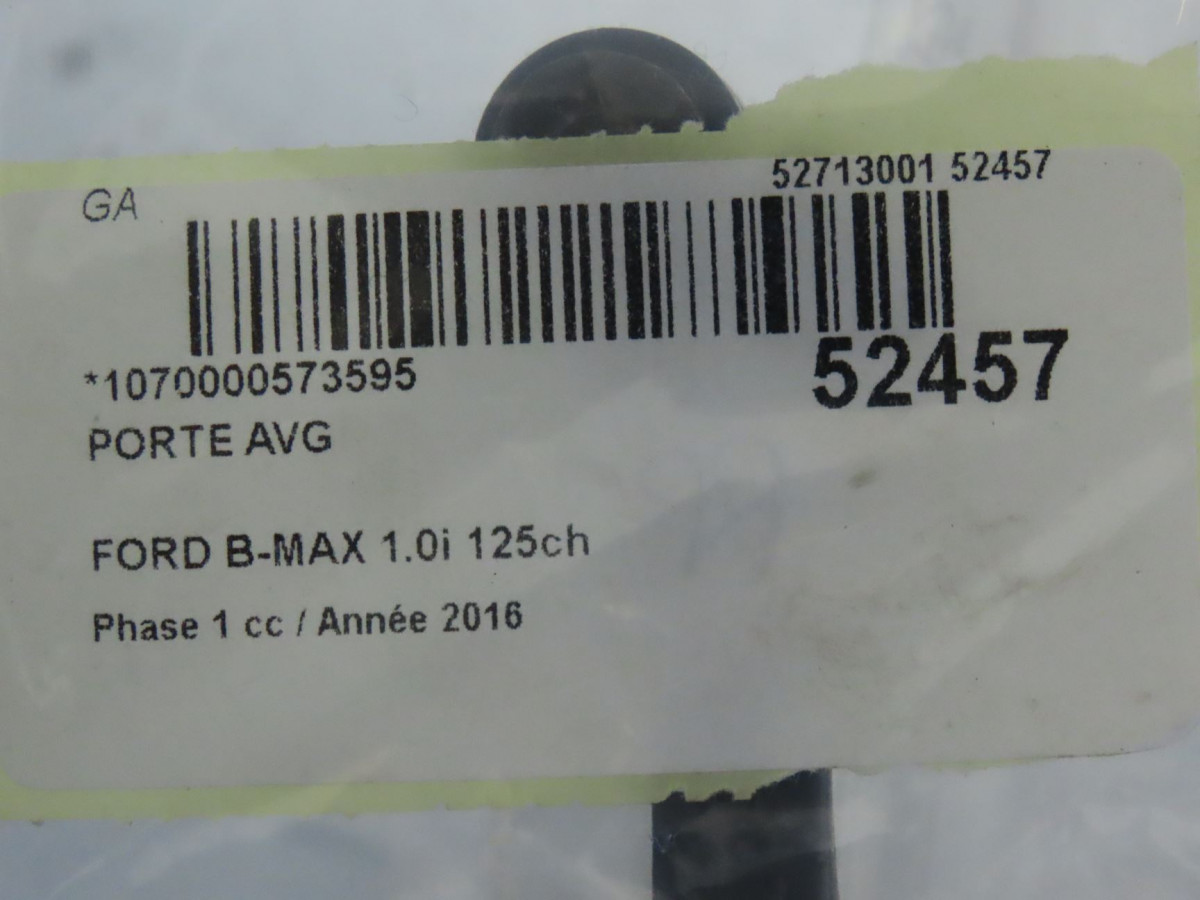 GA
52713001 52457
52457
*1070000573595
PORTE AVG
FORD B-MAX 1.0i 125ch
Phase 1 cc / Année 2016